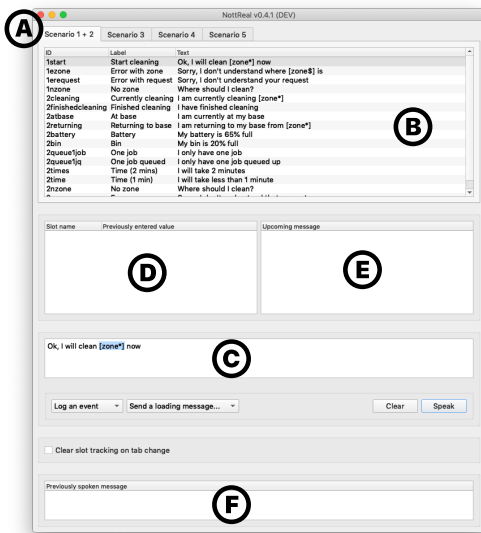 NottReal v0.4.1 (DEV)
A
Scenario 1 + 2 Scenario 3 Scenario 4 Scenario 5
ID Label Text
1start Start cleaning Ok, I will clean [zone*] now
1ezone Error with zone Sorry, I don't understand where [zone$] is
1erequest Error with request Sorry, I don't understand your request
1nzone No zone Where should I clean?
2cleaning Currently cleaning I am currently cleaning [zone*]
2finishedcleaning Finished cleaning I have finished cleaning
2atbase At base I am currently at my base
2returning Returning to base I am returning to my base from [zone*]
2battery Battery My battery is 65% full
2bin Bin My bin is 20% full
2queue1job One job I only have one job
2queue1jq One job queued I only have one job queued up
2times Time (2 mins) I will take 2 minutes
2time Time (1 min) I will take less than 1 minute
2nzone No zone Where should I clean?
B
Slot name Previously entered value
D
Upcoming message
E
Ok, I will clean [zone*] now
C
Log an event Send a loading message... Clear Speak
Clear slot tracking on tab change
Previously spoken message
F